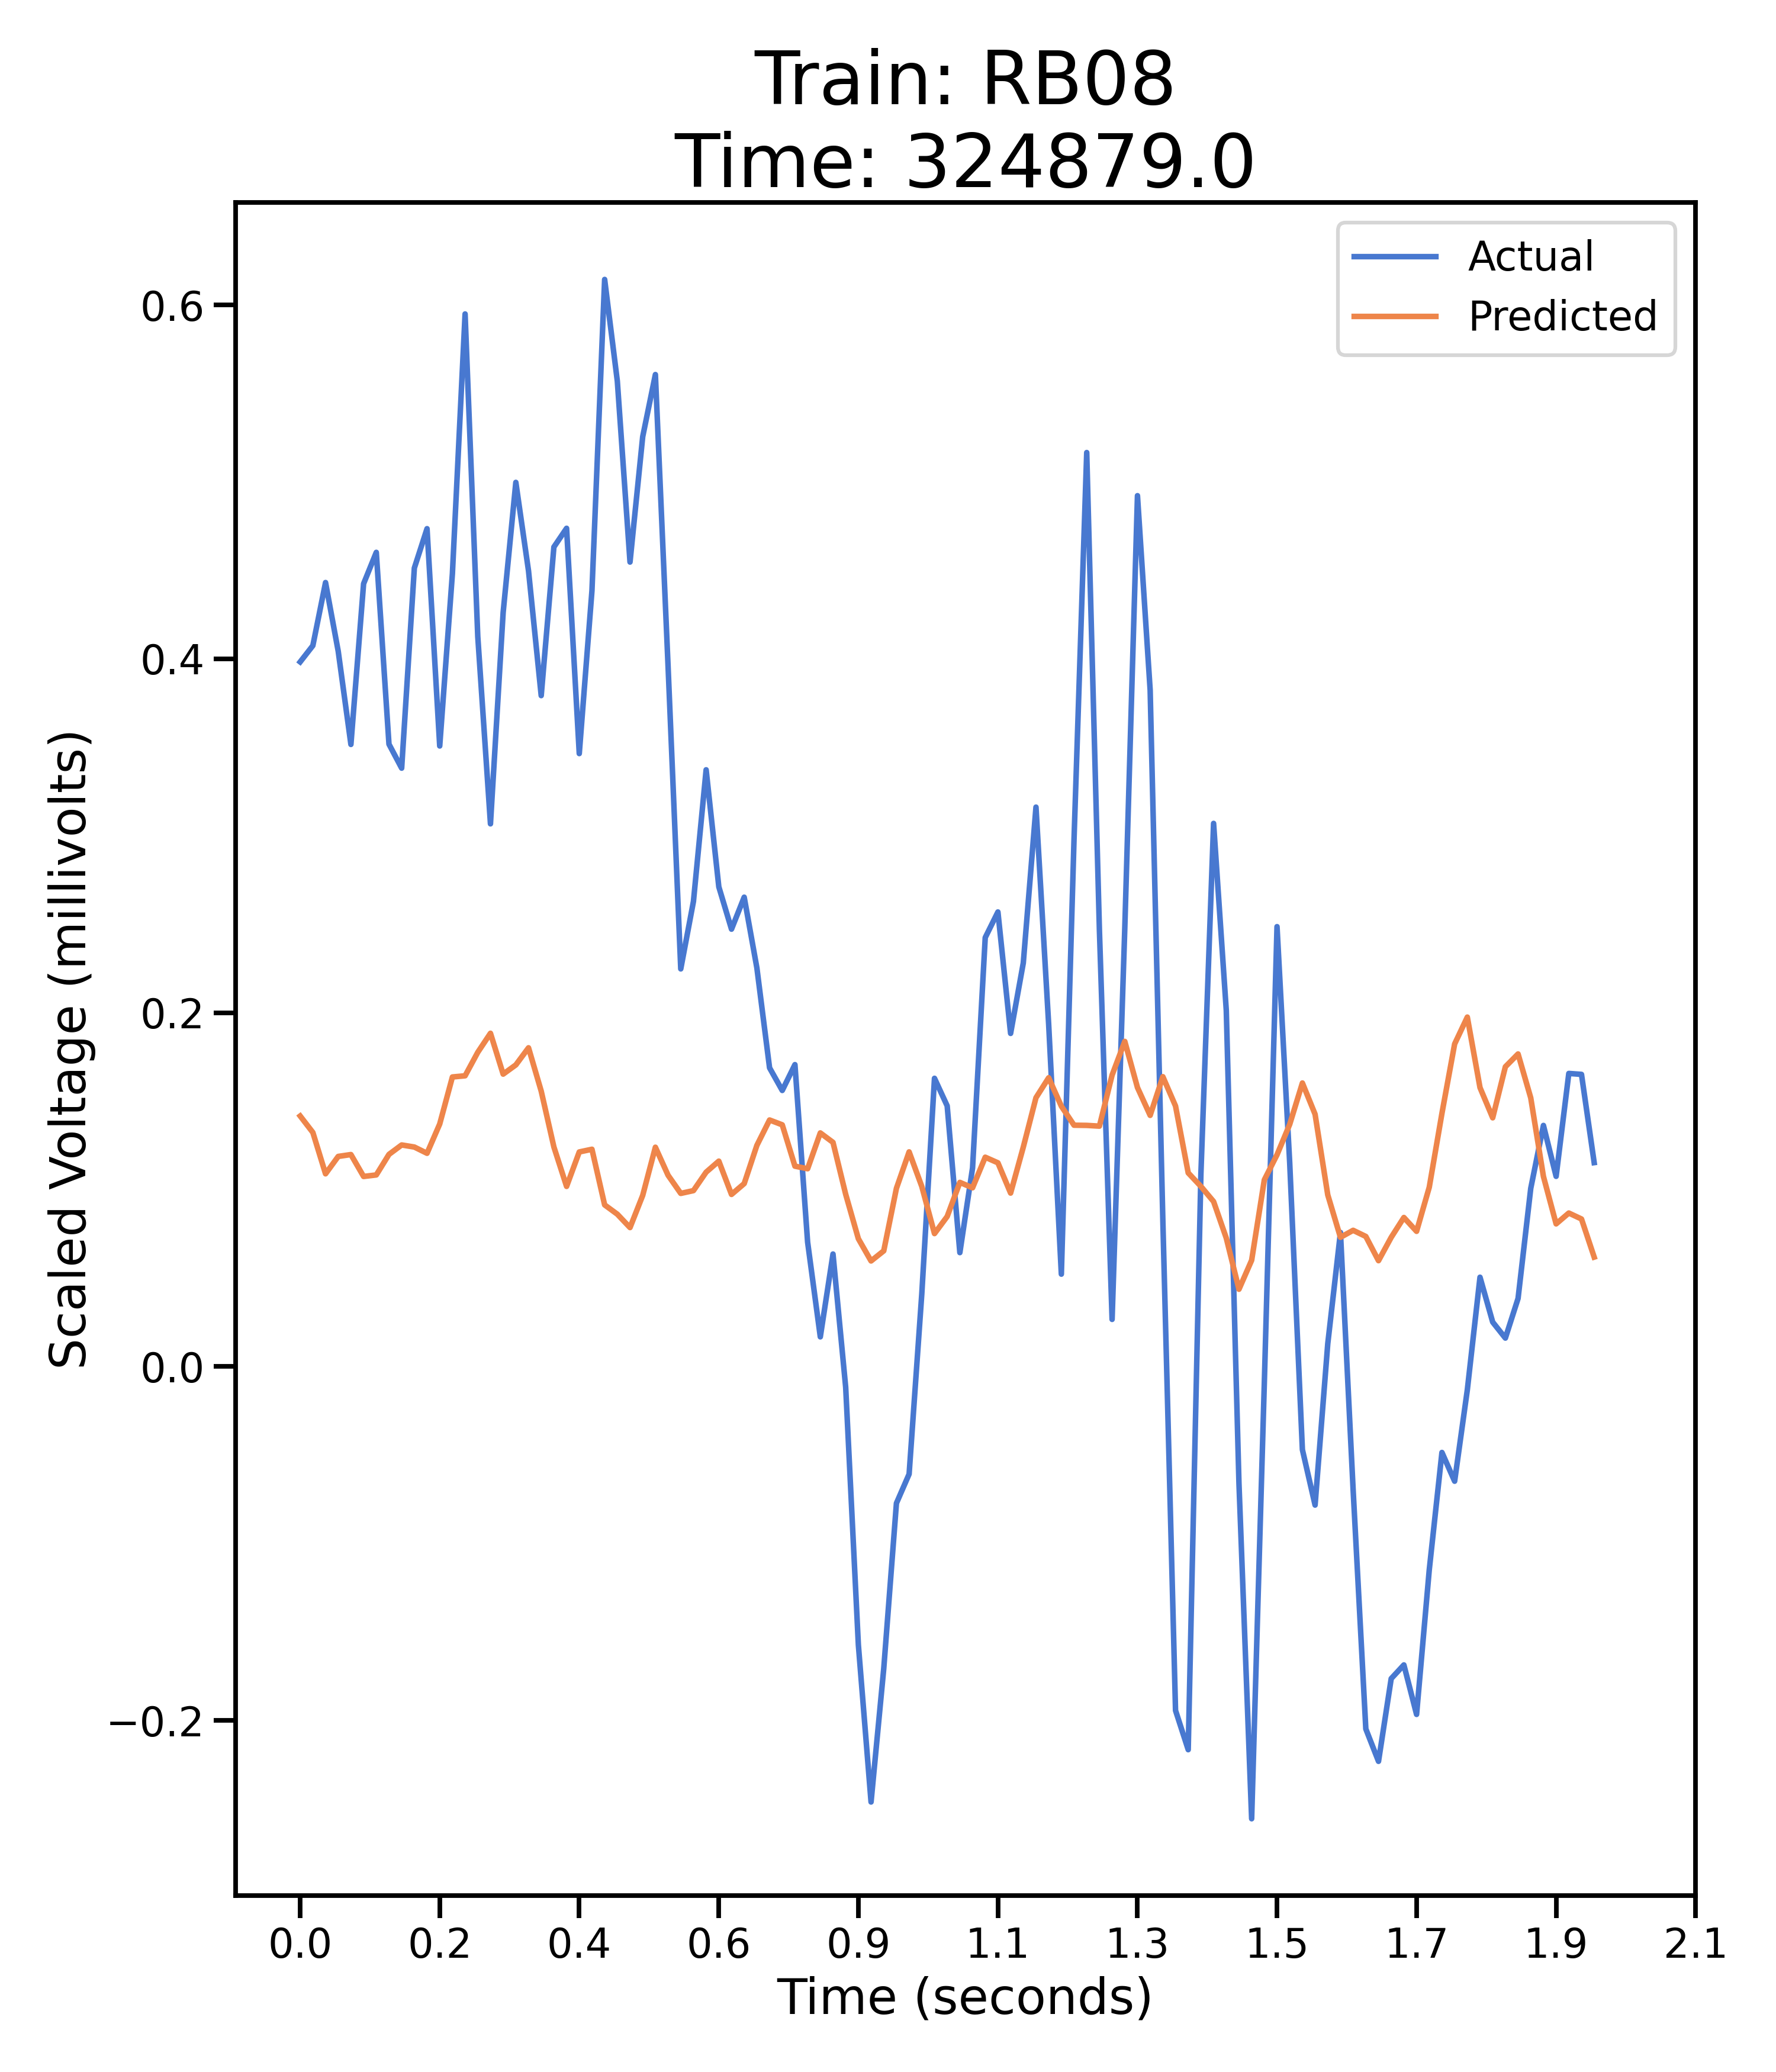 Train: RB08
Time: 324879.0
Actual
Predicted
Scaled Voltage (millivolts)
0.6
0.4
0.2
0.0
−0.2
0.0 0.2 0.4 0.6 0.9 1.1 1.3 1.5 1.7 1.9 2.1
Time (seconds)